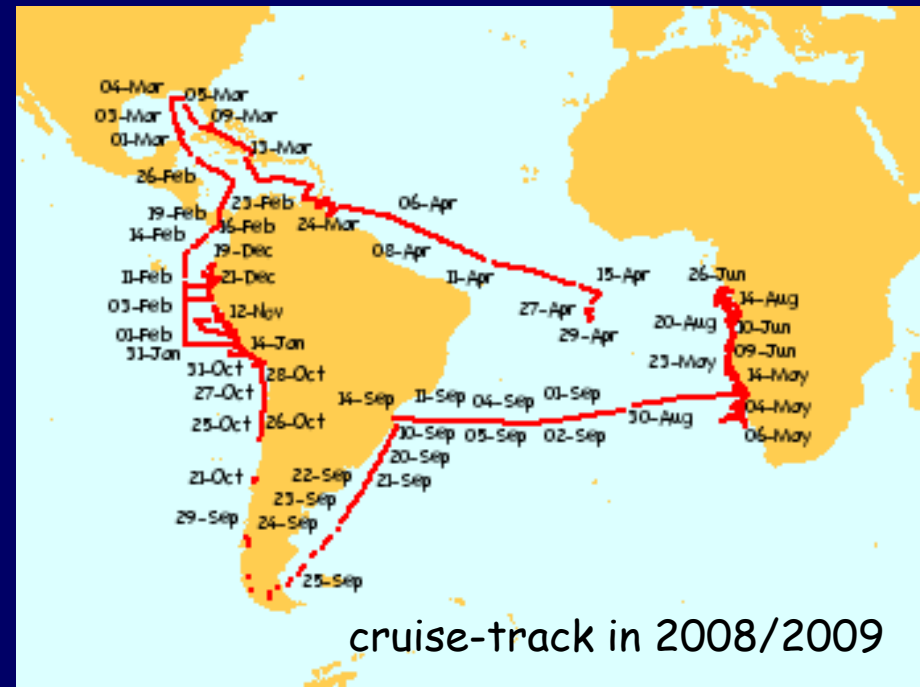 04-Mar
05-Mar
03-Mar
09-Mar
01-Mar
13-Mar
26-Feb
06-Apr
19-Feb
23-Feb
16-Feb
24-Mar
14-Feb
19-Dec
08-Apr
11-Feb
21-Dec
11-Apr
15-Apr
26-Jun
03-Feb
12-Nov
27-Apr
14-Aug
01-Feb
29-Apr
20-Aug
10-Jun
31-Jan
14-Jan
23-May
09-Jun
31-Oct
28-Oct
14-May
27-Oct
14-Sep
11-Sep
04-Sep
01-Sep
04-May
25-Oct
26-Oct
10-Sep
05-Sep
02-Sep
30-Aug
06-May
20-Sep
21-Oct
22-Sep
21-Sep
23-Sep
29-Sep
24-Sep
25-Sep
cruise-track in 2008/2009